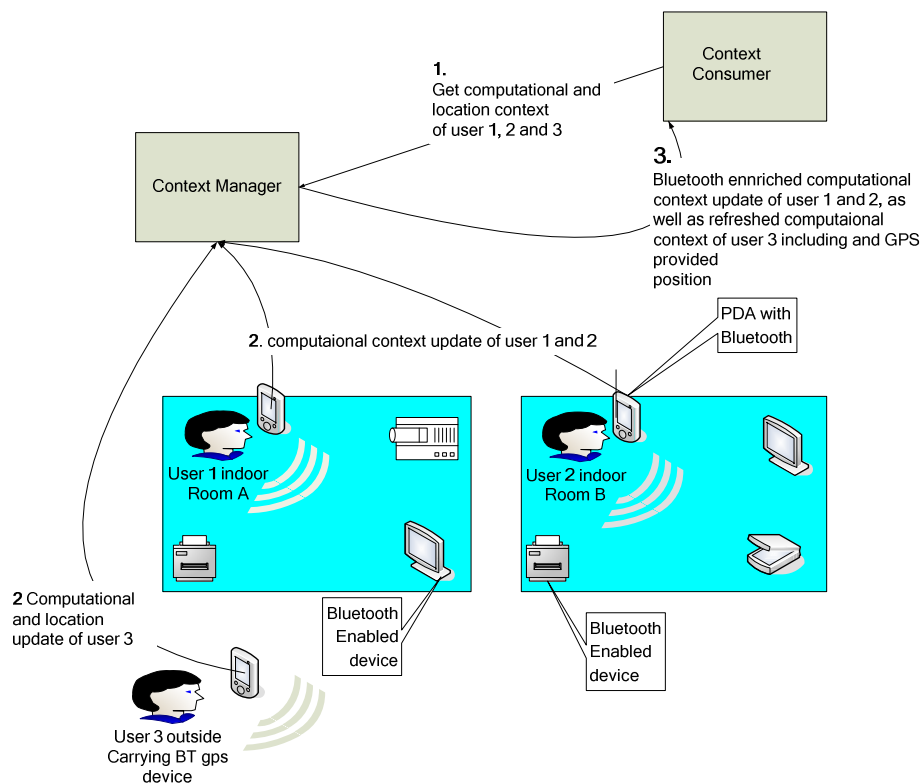 Context
Consumer
1.
Get computational and
location context
of user 1, 2 and 3
Context Manager
3.
Bluetooth ennriched computational
context update of user 1 and 2, as
well as refreshed computaional
context of user 3 including and GPS
provided
position
PDA with
Bluetooth
2. computaional context update of user 1 and 2
User 1 indoor
Room A
User 2 indoor
Room B
2 Computational
and location
update of user 3
Bluetooth
Enabled
device
Bluetooth
Enabled
device
User 3 outside
Carrying BT gps
device